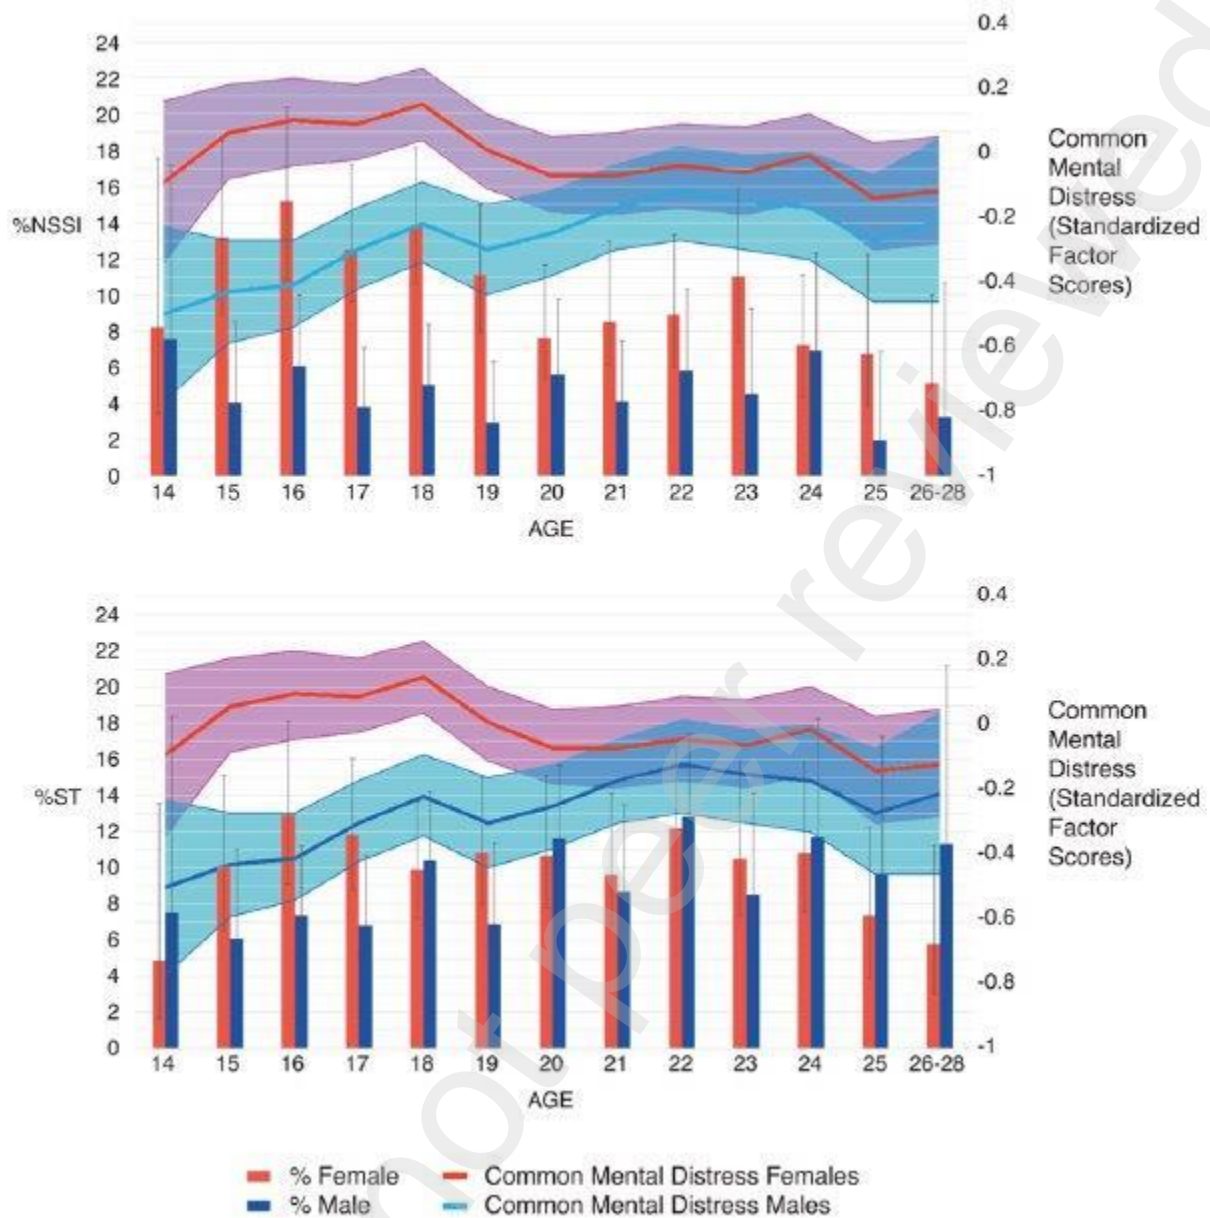 24
22
20
18
16
14
12
10
8
6
4
2
0
%NSSI
0.4
0.2
0
-0.2
-0.4
-0.6
-0.8
-1
Common
Mental
Distress
(Standardized
Factor
Scores)
14 15 16 17 18 19 20 21 22 23 24 25 26-28
AGE
24
22
20
18
16
14
12
10
8
6
4
2
0
%ST
0.4
0.2
0
-0.2
-0.4
-0.6
-0.8
-1
Common
Mental
Distress
(Standardized
Factor
Scores)
14 15 16 17 18 19 20 21 22 23 24 25 26-28
AGE
% Female Common Mental Distress Females
% Male Common Mental Distress Males
not peer reviewed